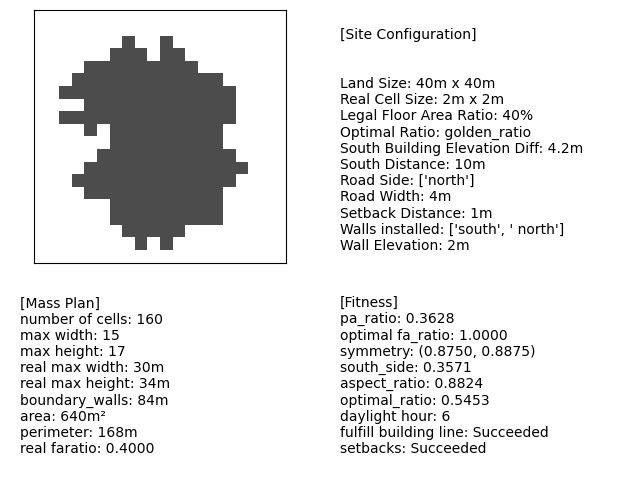 [Site Configuration]
Land Size: 40m x 40m
Real Cell Size: 2m x 2m
Legal Floor Area Ratio: 40%
Optimal Ratio: golden_ratio
South Building Elevation Diff: 4.2m
South Distance: 10m
Road Side: ['north']
Road Width: 4m
Setback Distance: 1m
Walls installed: ['south', ' north']
Wall Elevation: 2m
[Mass Plan]
number of cells: 160
max width: 15
max height: 17
real max width: 30m
real max height: 34m
boundary_walls: 84m
area: 640m²
perimeter: 168m
real faratio: 0.4000
[Fitness]
pa_ratio: 0.3628
optimal fa_ratio: 1.0000
symmetry: (0.8750, 0.8875)
south_side: 0.3571
aspect_ratio: 0.8824
optimal_ratio: 0.5453
daylight hour: 6
fulfill building line: Succeeded
setbacks: Succeeded